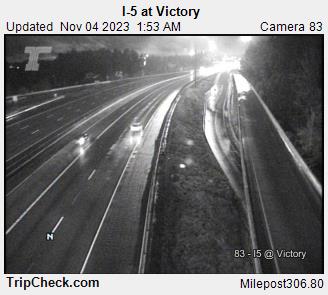 I-5 at Victory
Updated Nov 04 2023 1:53 AM Camera 83
N
83 - I5 @ Victory
TripCheck.com Milepost306.80